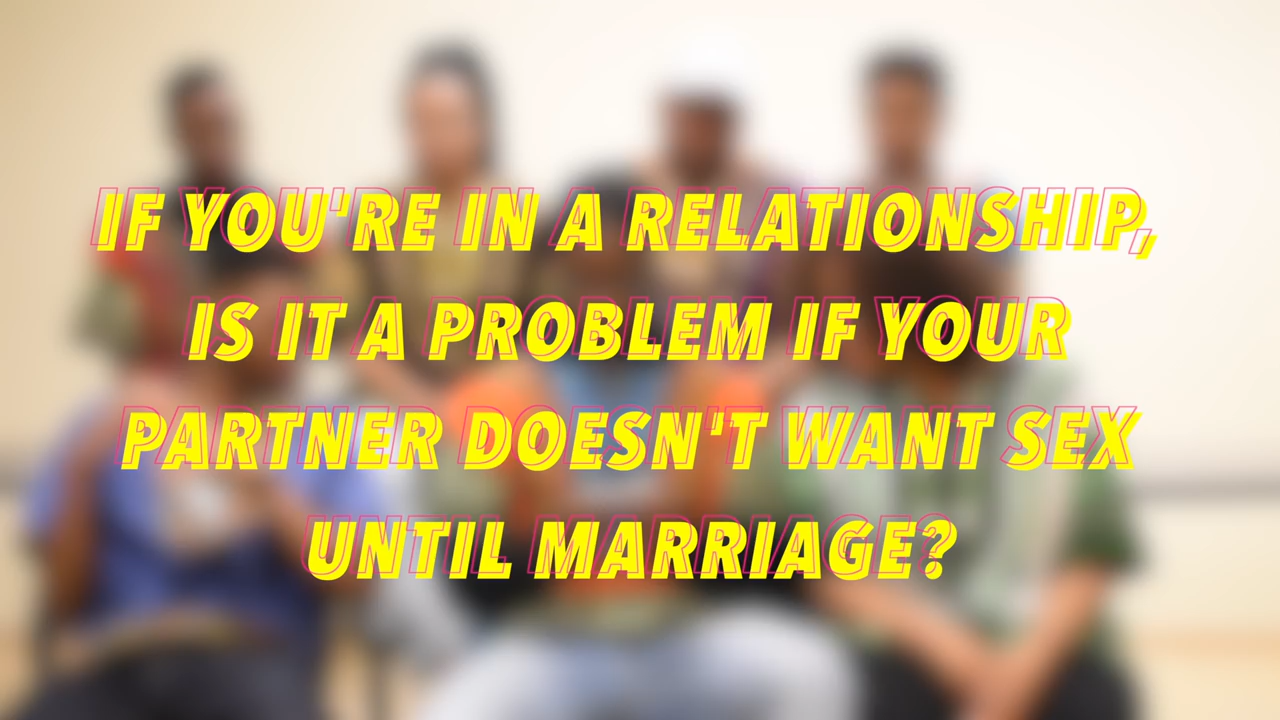 IF YOU'RE IN A RELATIONSHIP,
IS IT A PROBLEM IF YOUR
PARTNER DOESN'T WANT SEX
UNTIL MARRIAGE?